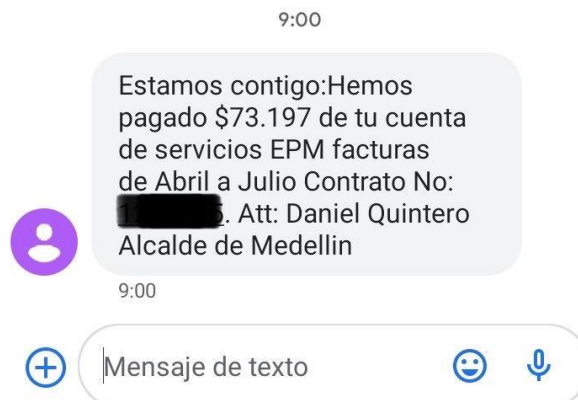 9:00
Estamos contigo:Hemos
pagado $73.197 de tu cuenta
de servicios EPM facturas
de Abril a Julio Contrato No:
. Att: Daniel Quintero
Alcalde de Medellin
9:00
Mensaje de texto